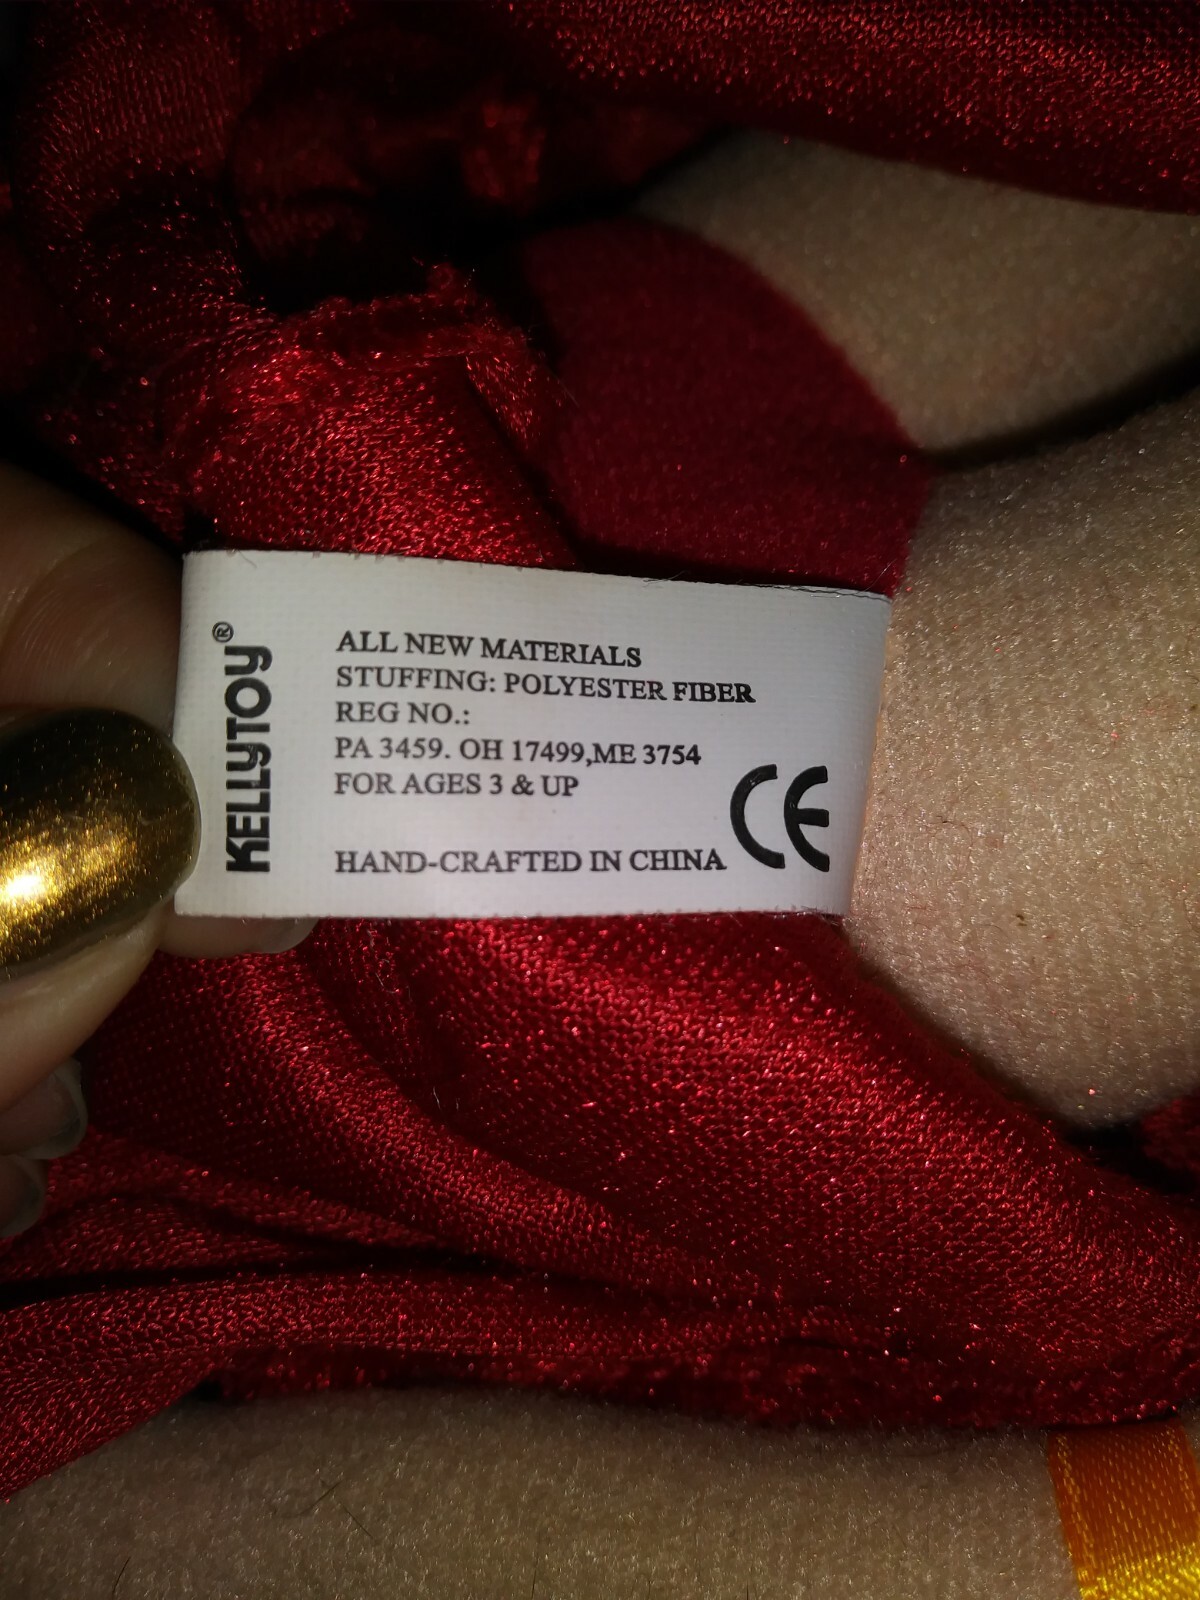 KELLYTOY®
ALL NEW MATERIALS
STUFFING: POLYESTER FIBER
REG NO.:
PA 3459. OH 17499,ME 3754
FOR AGES 3 & UP
HAND-CRAFTED IN CHINA
CE